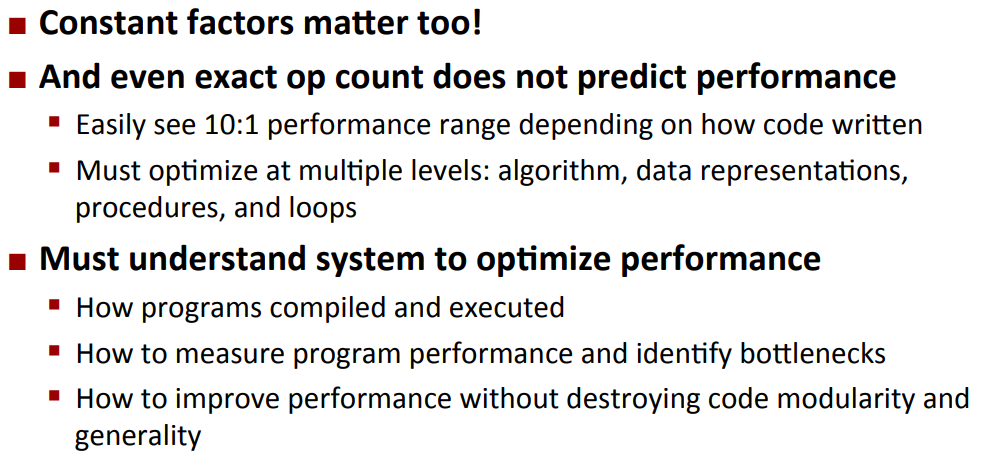 Constant factors matter too!
And even exact op count does not predict performance
Easily see 10:1 performance range depending on how code written
Must optimize at multiple levels: algorithm, data representations,
procedures, and loops
Must understand system to optimize performance
How programs compiled and executed
How to measure program performance and identify bottlenecks
How to improve performance without destroying code modularity and
generality